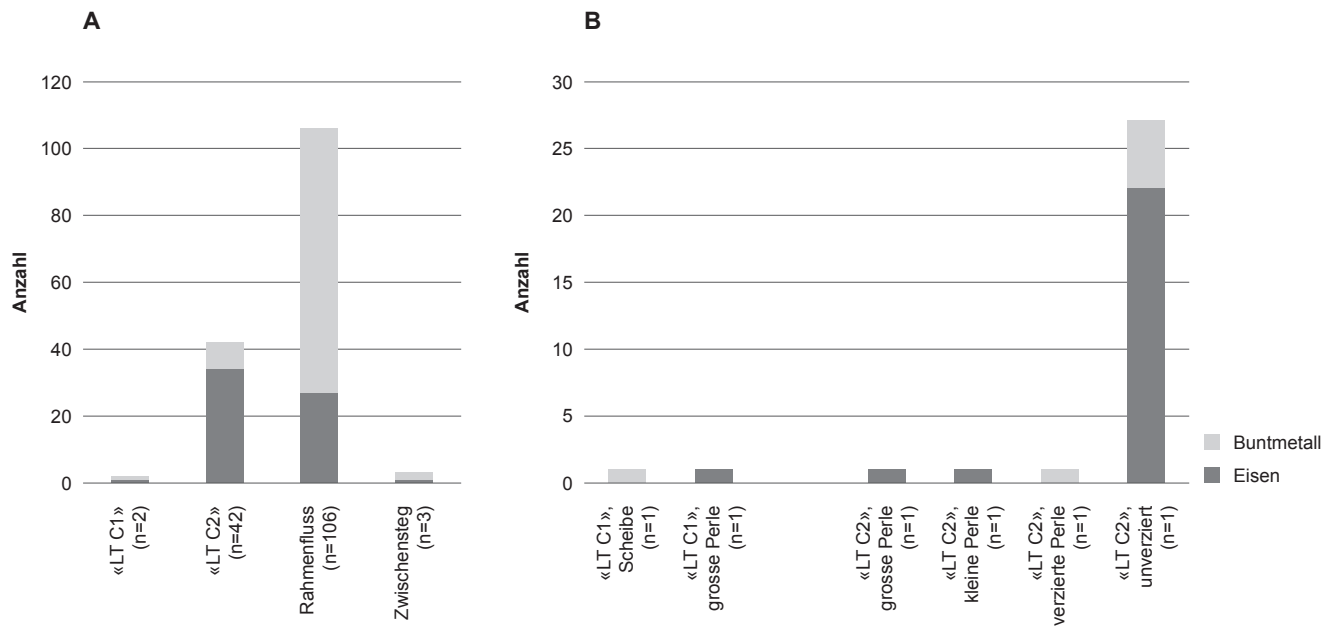 A
Anzahl
120
100
80
60
40
20
0
«LT C1»
(n=2)
«LT C2»
(n=42)
Rahmenfluss
(n=106)
Zwischensteg
(n=3)
B
Anzahl
30
25
20
15
10
5
0
«LT C1»,
Scheibe
(n=1)
«LT C1»,
grosse Perle
(n=1)
«LT C2»,
grosse Perle
(n=1)
«LT C2»,
kleine Perle
(n=1)
«LT C2»,
verzierte Perle
(n=1)
«LT C2»,
unverziert
(n=1)
Buntmetall
Eisen